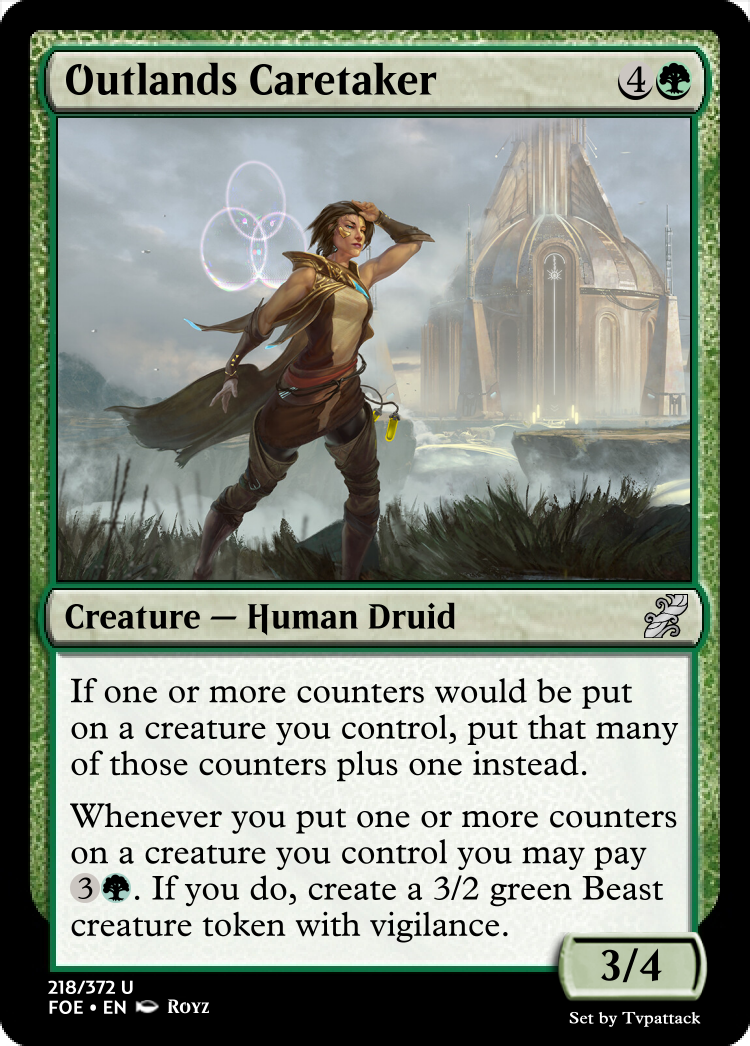 Outlands Caretaker 4
Creature — Human Druid
If one or more counters would be put
on a creature you control, put that many
of those counters plus one instead.
Whenever you put one or more counters
on a creature you control you may pay
3. If you do, create a 3/2 green Beast
creature token with vigilance.
3/4
218/372 U
FOE • EN Royz
Set by Tvpattack